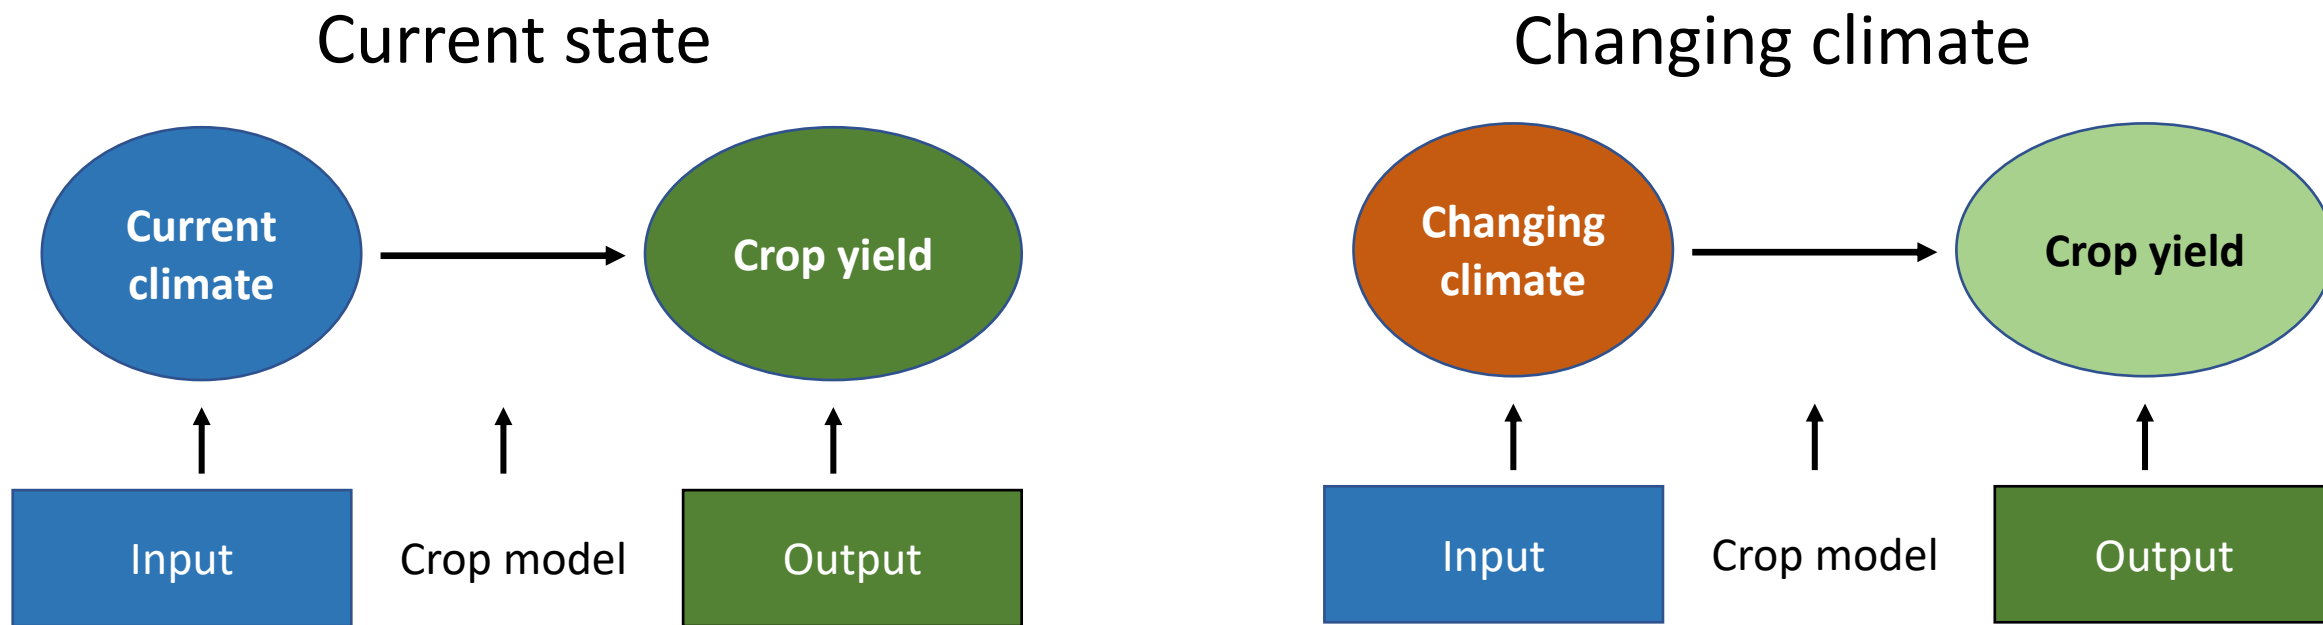 Current state
Current
climate
Crop yield
Input
Crop model
Output
Changing climate
Changing
climate
Crop yield
Input
Crop model
Output